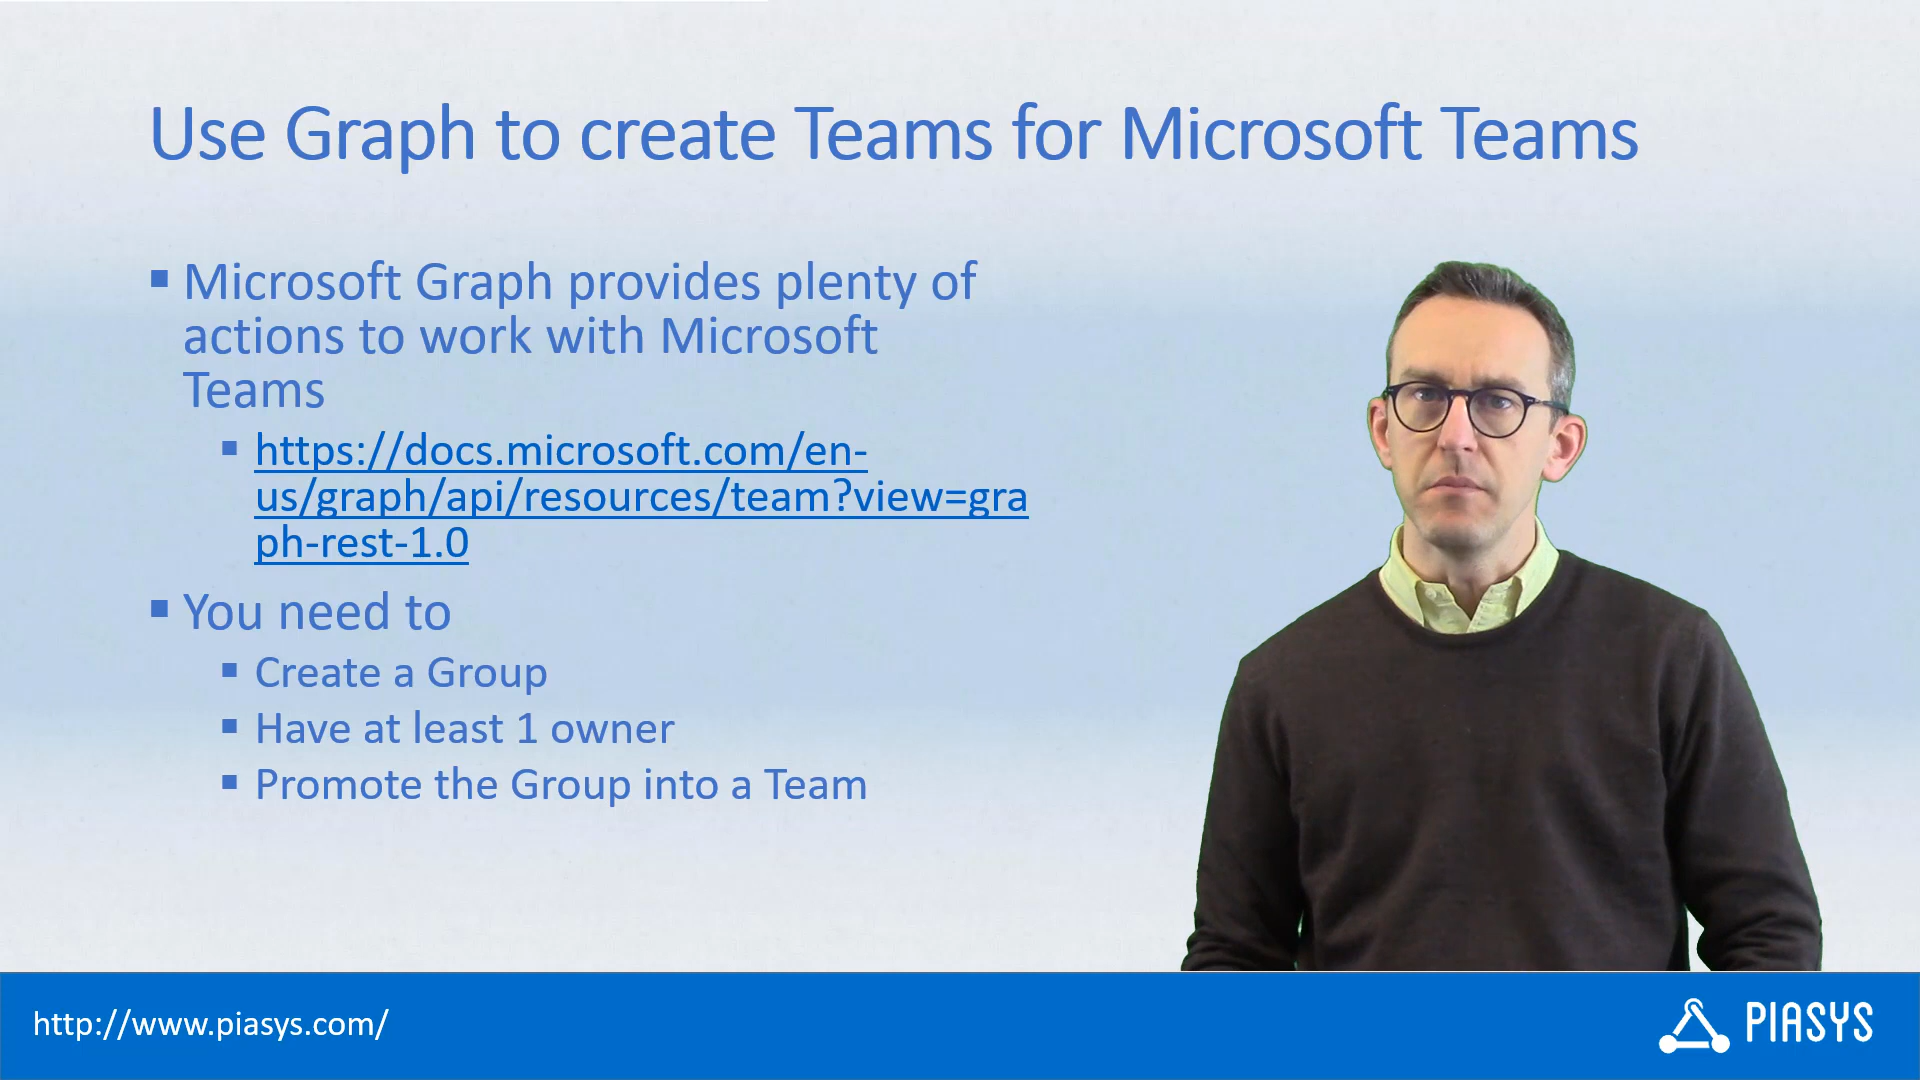 Use Graph to create Teams for Microsoft Teams
▪ Microsoft Graph provides plenty of
actions to work with Microsoft
Teams
▪ https://docs.microsoft.com/en-
us/graph/api/resources/team?view=gra
ph-rest-1.0
▪ You need to
▪ Create a Group
▪ Have at least 1 owner
▪ Promote the Group into a Team
http://www.piasys.com/
PIASYS